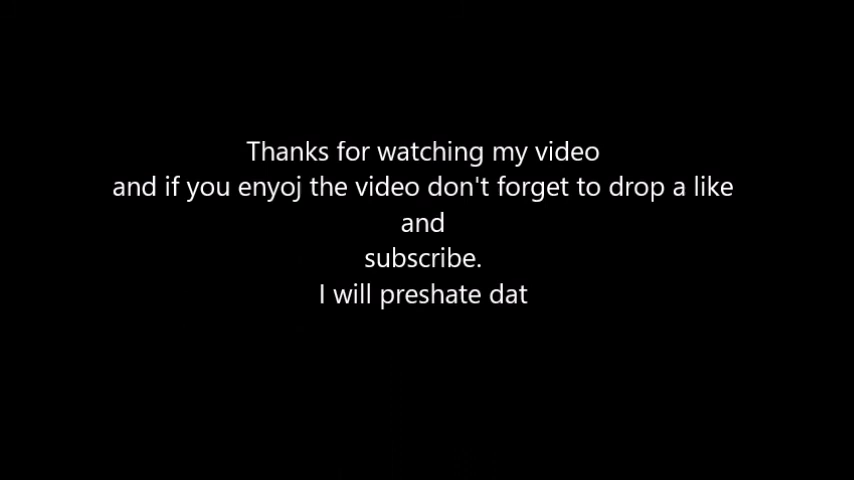 Thanks for watching my video
and if you enyoj the video don't forget to drop a like
and
subscribe.
I will preshate dat